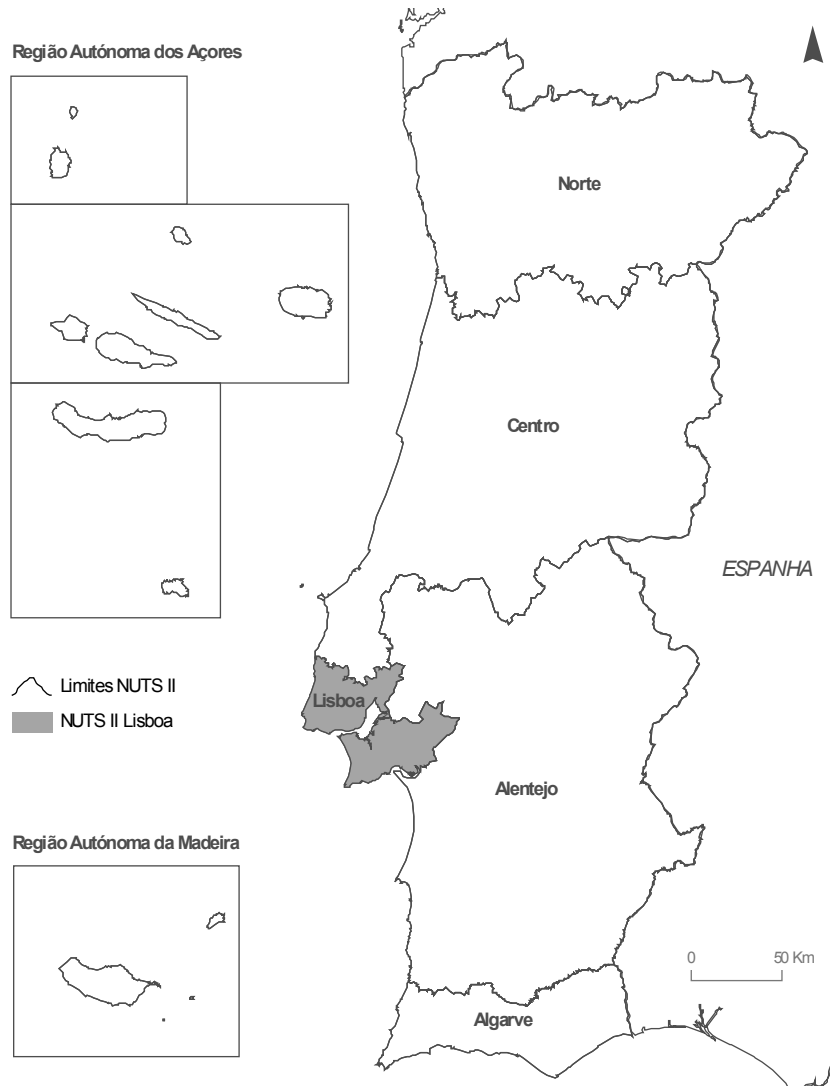 Região Autónoma dos Açores
Norte
Centro
ESPANHA
Limites NUTS II
NUTS II Lisboa
Lisboa
Alentejo
Região Autónoma da Madeira
0 50 Km
Algarve